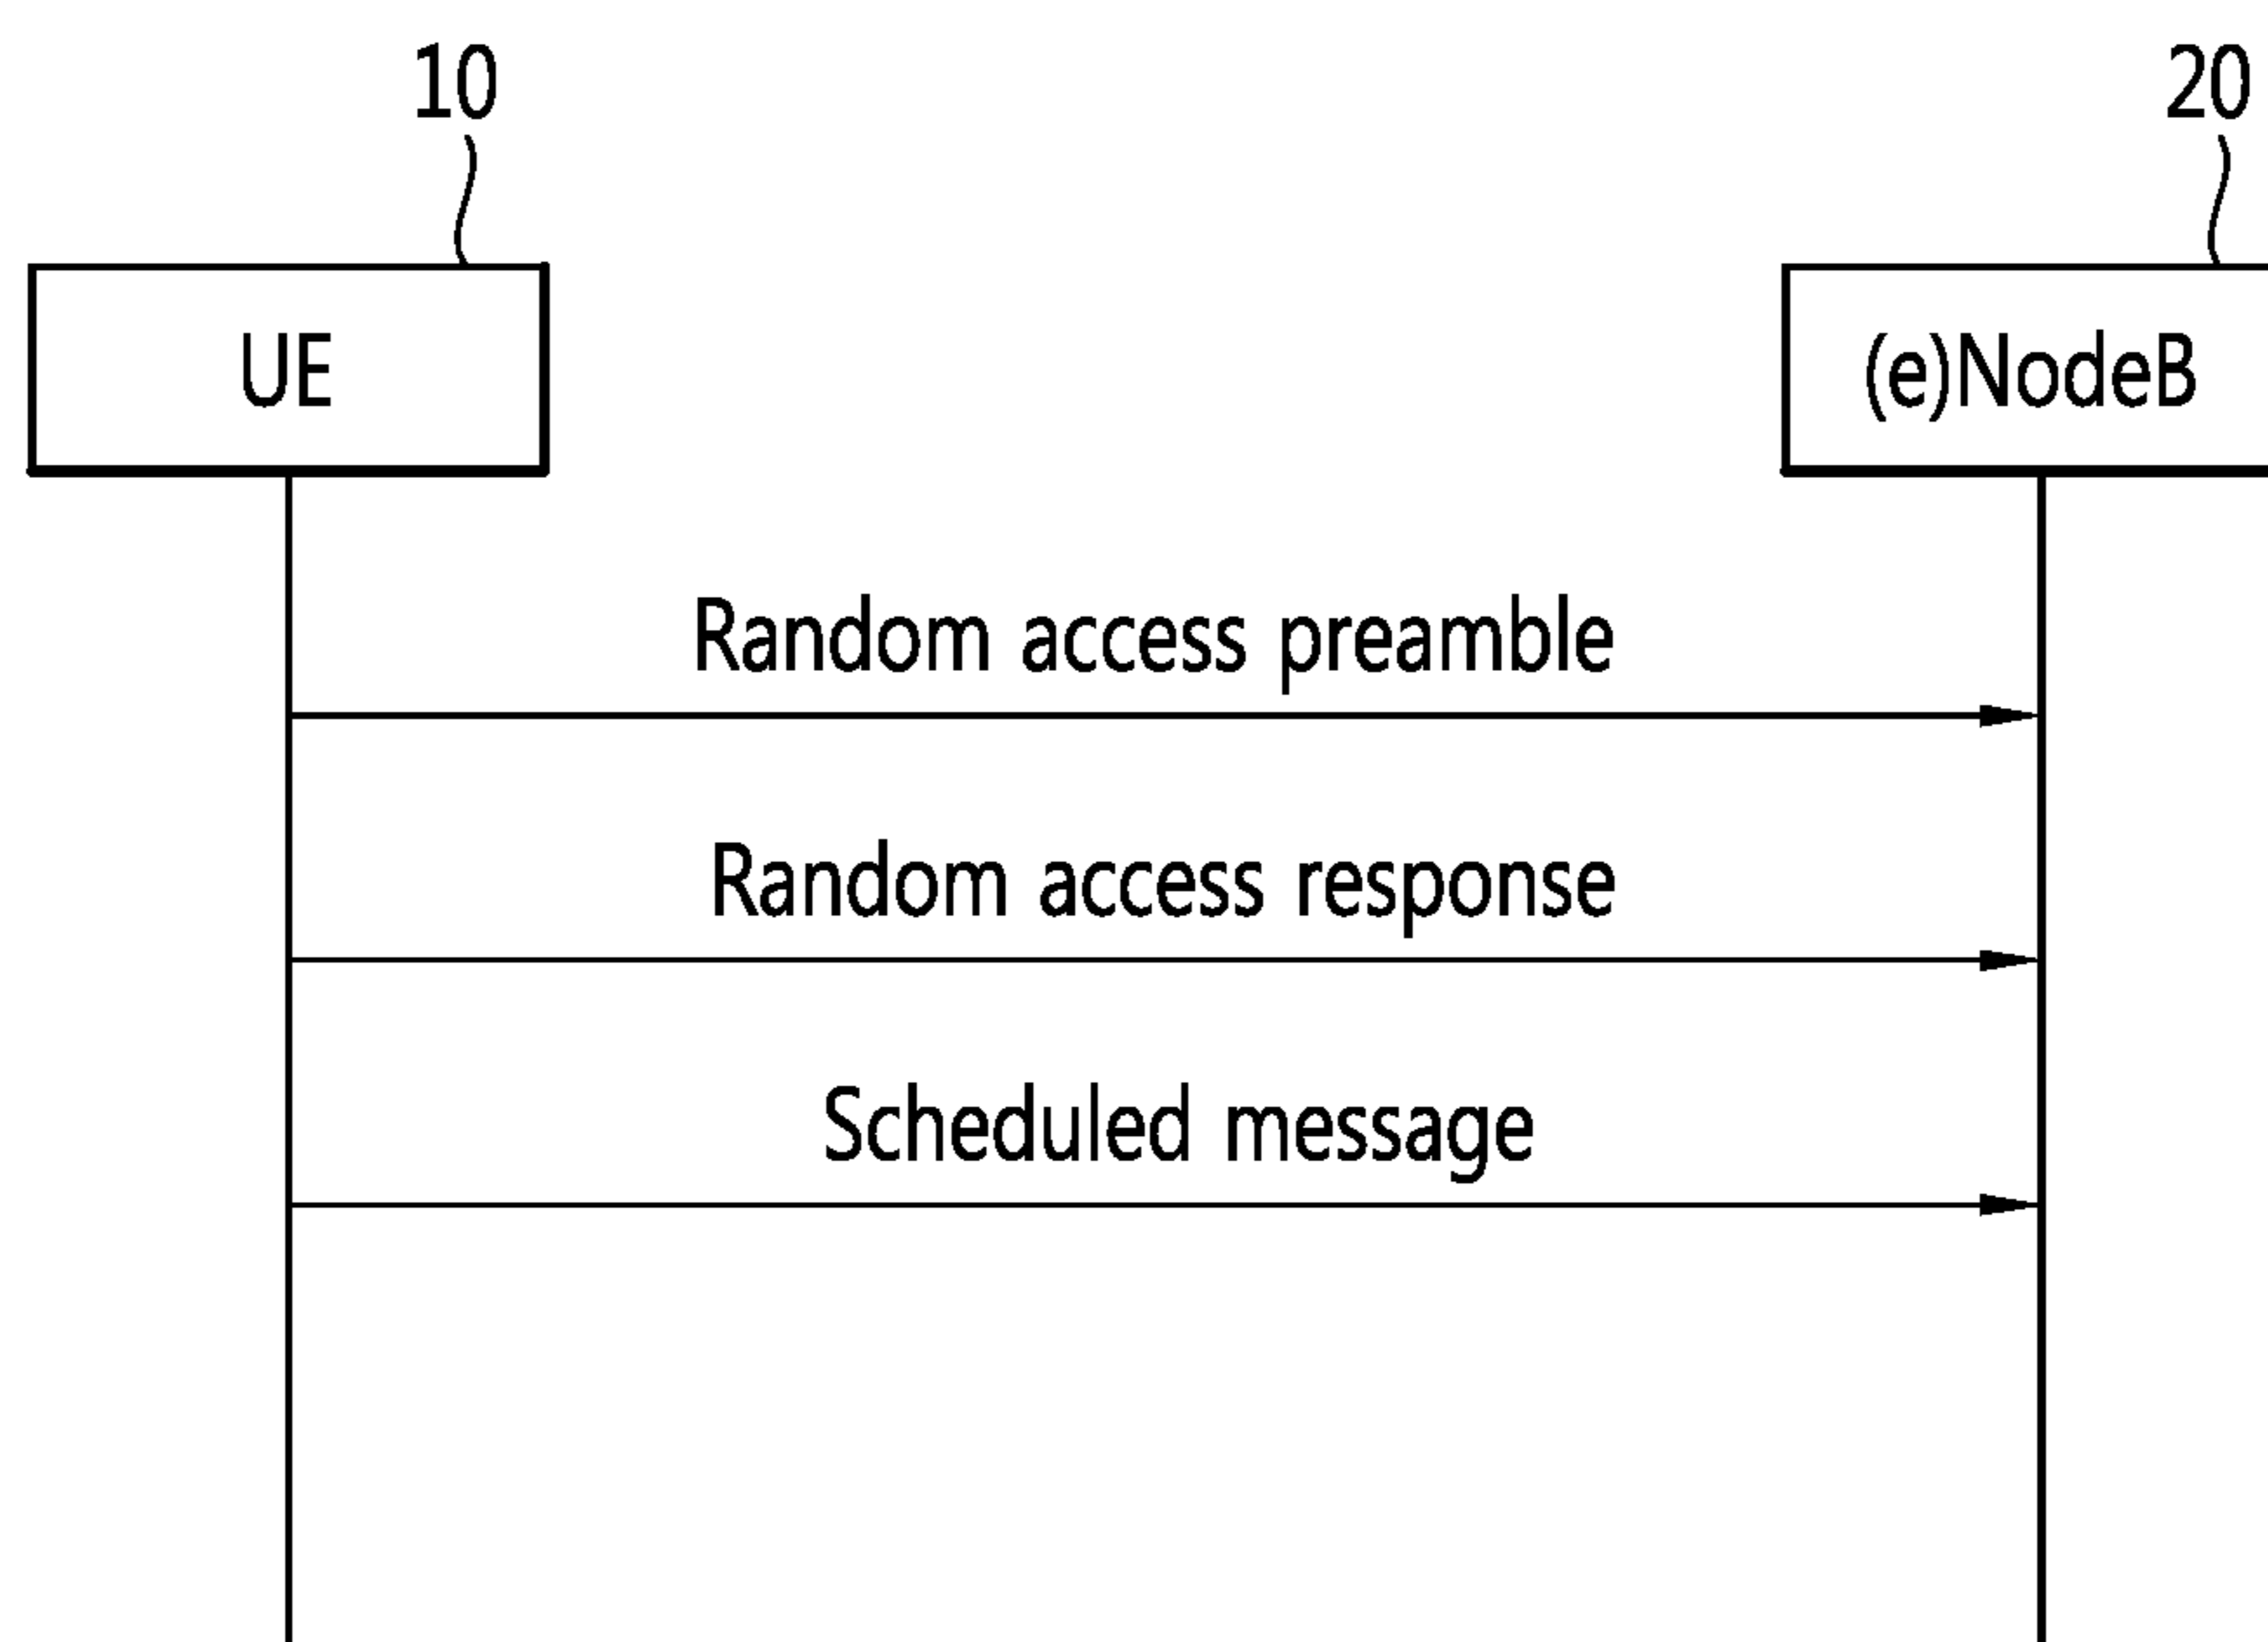 10
20
UE
(e)NodeB
Random access preamble
Random access response
Scheduled message